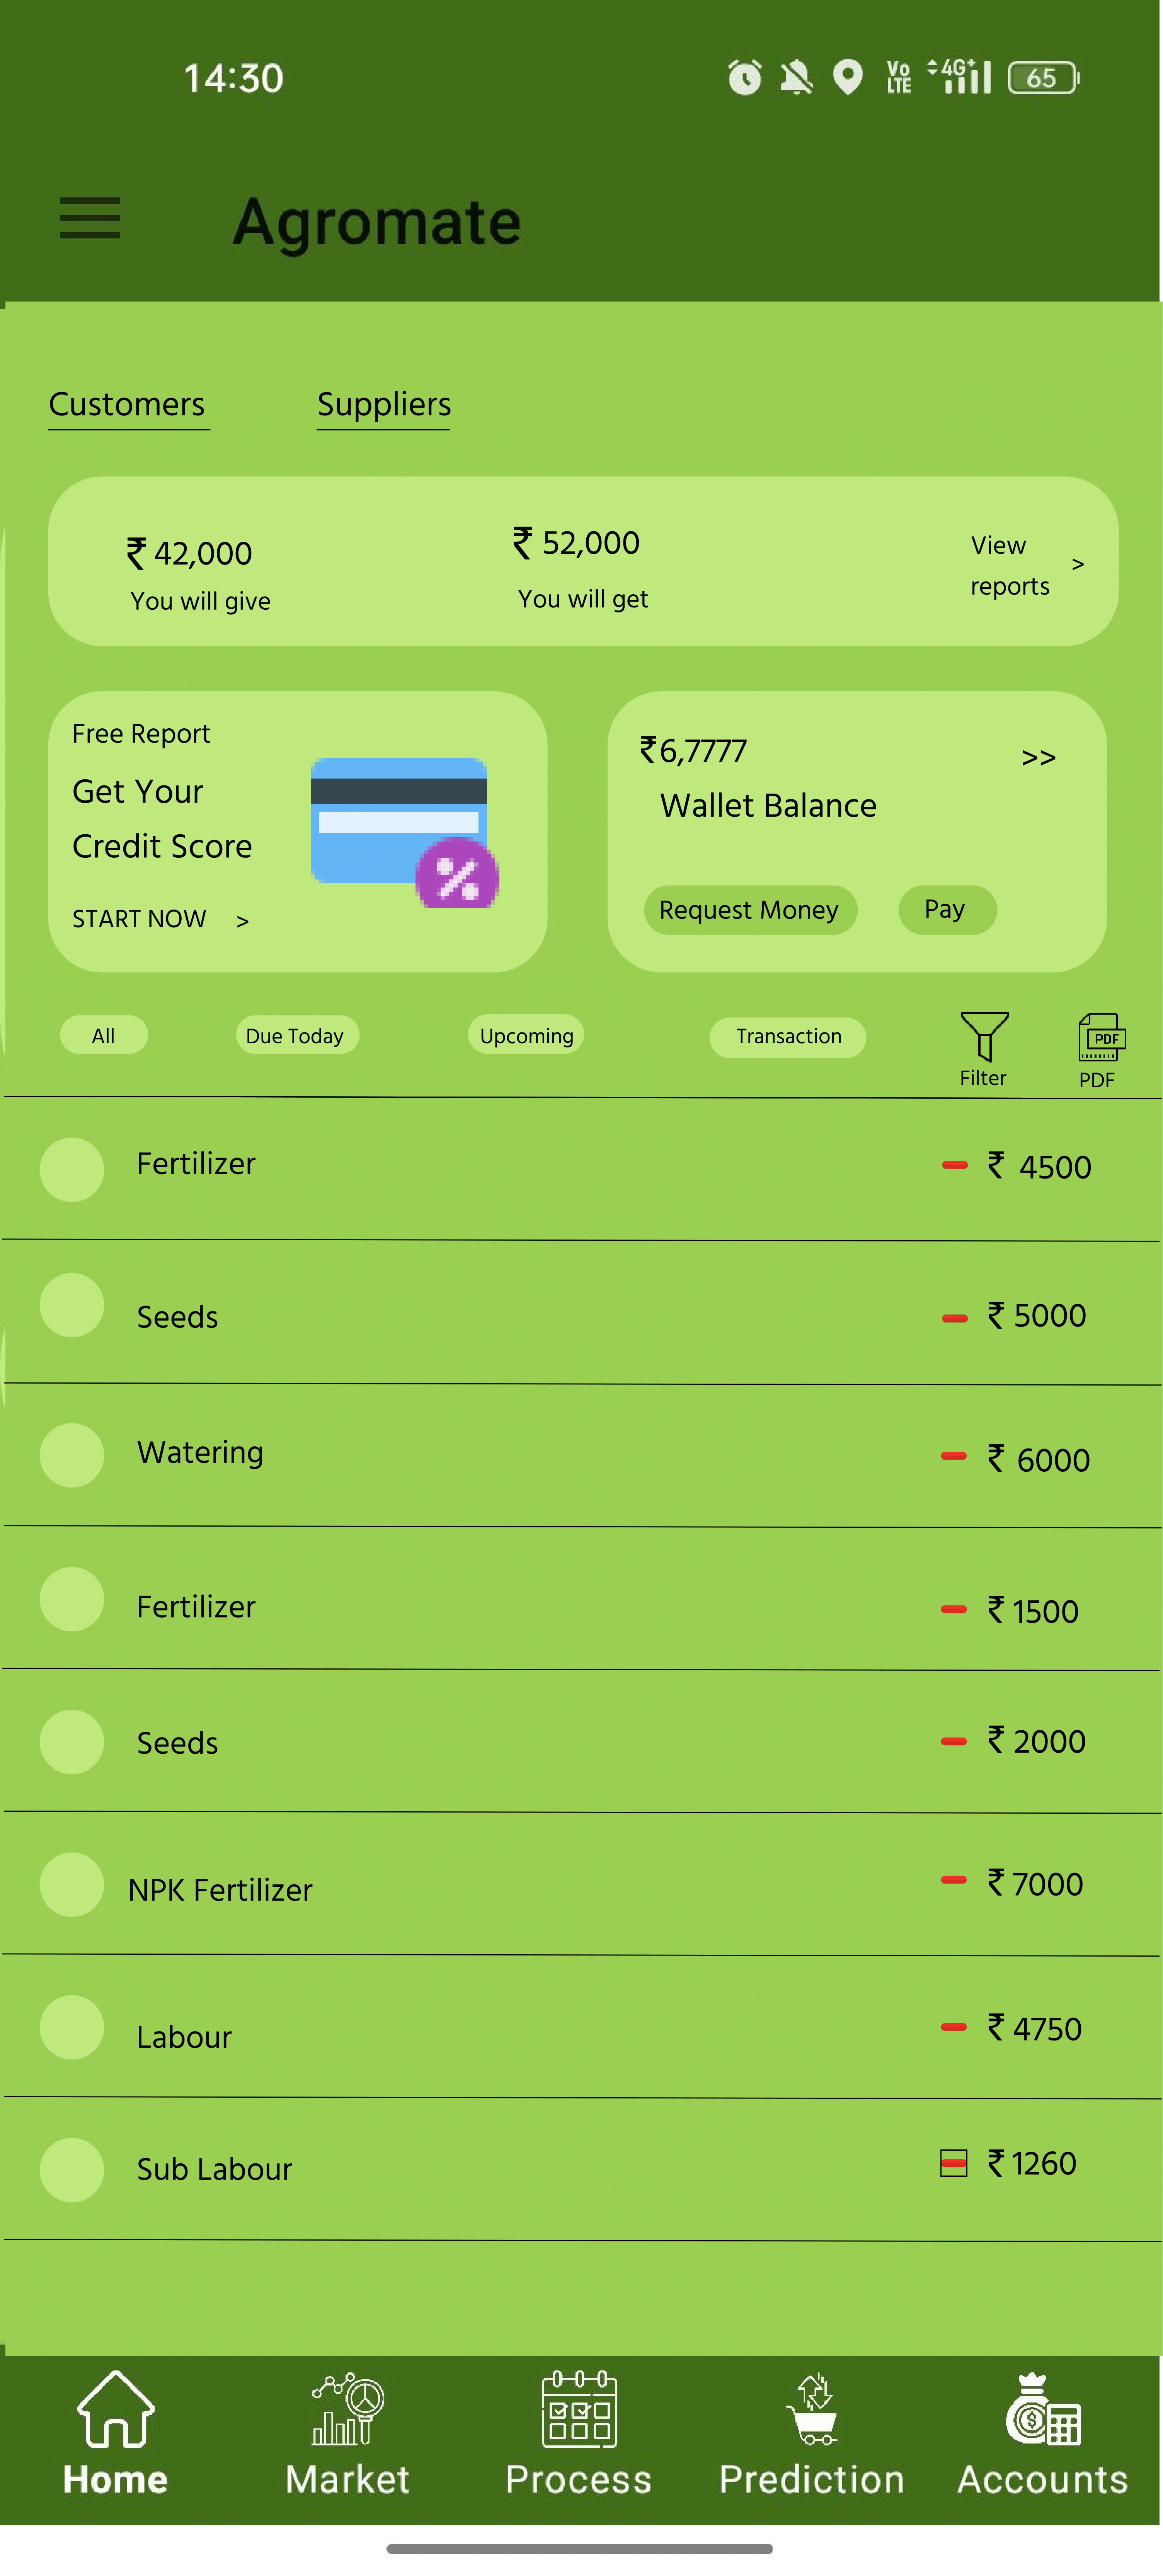 14:30
Vo
LTE
4G+
65
Agromate
Customers
Suppliers
₹ 42,000
You will give
₹ 52,000
You will get
View
reports
>
Free Report
Get Your
Credit Score
START NOW >
%
₹6,7777
>>
Wallet Balance
Request Money
Pay
All
Due Today
Upcoming
Transaction
Filter
PDF
PDF
Fertilizer
- ₹ 4500
Seeds
- ₹ 5000
Watering
- ₹ 6000
Fertilizer
- ₹ 1500
Seeds
- ₹ 2000
NPK Fertilizer
- ₹ 7000
Labour
- ₹ 4750
Sub Labour
- ₹ 1260
$
Home
Market
Process
Prediction
Accounts